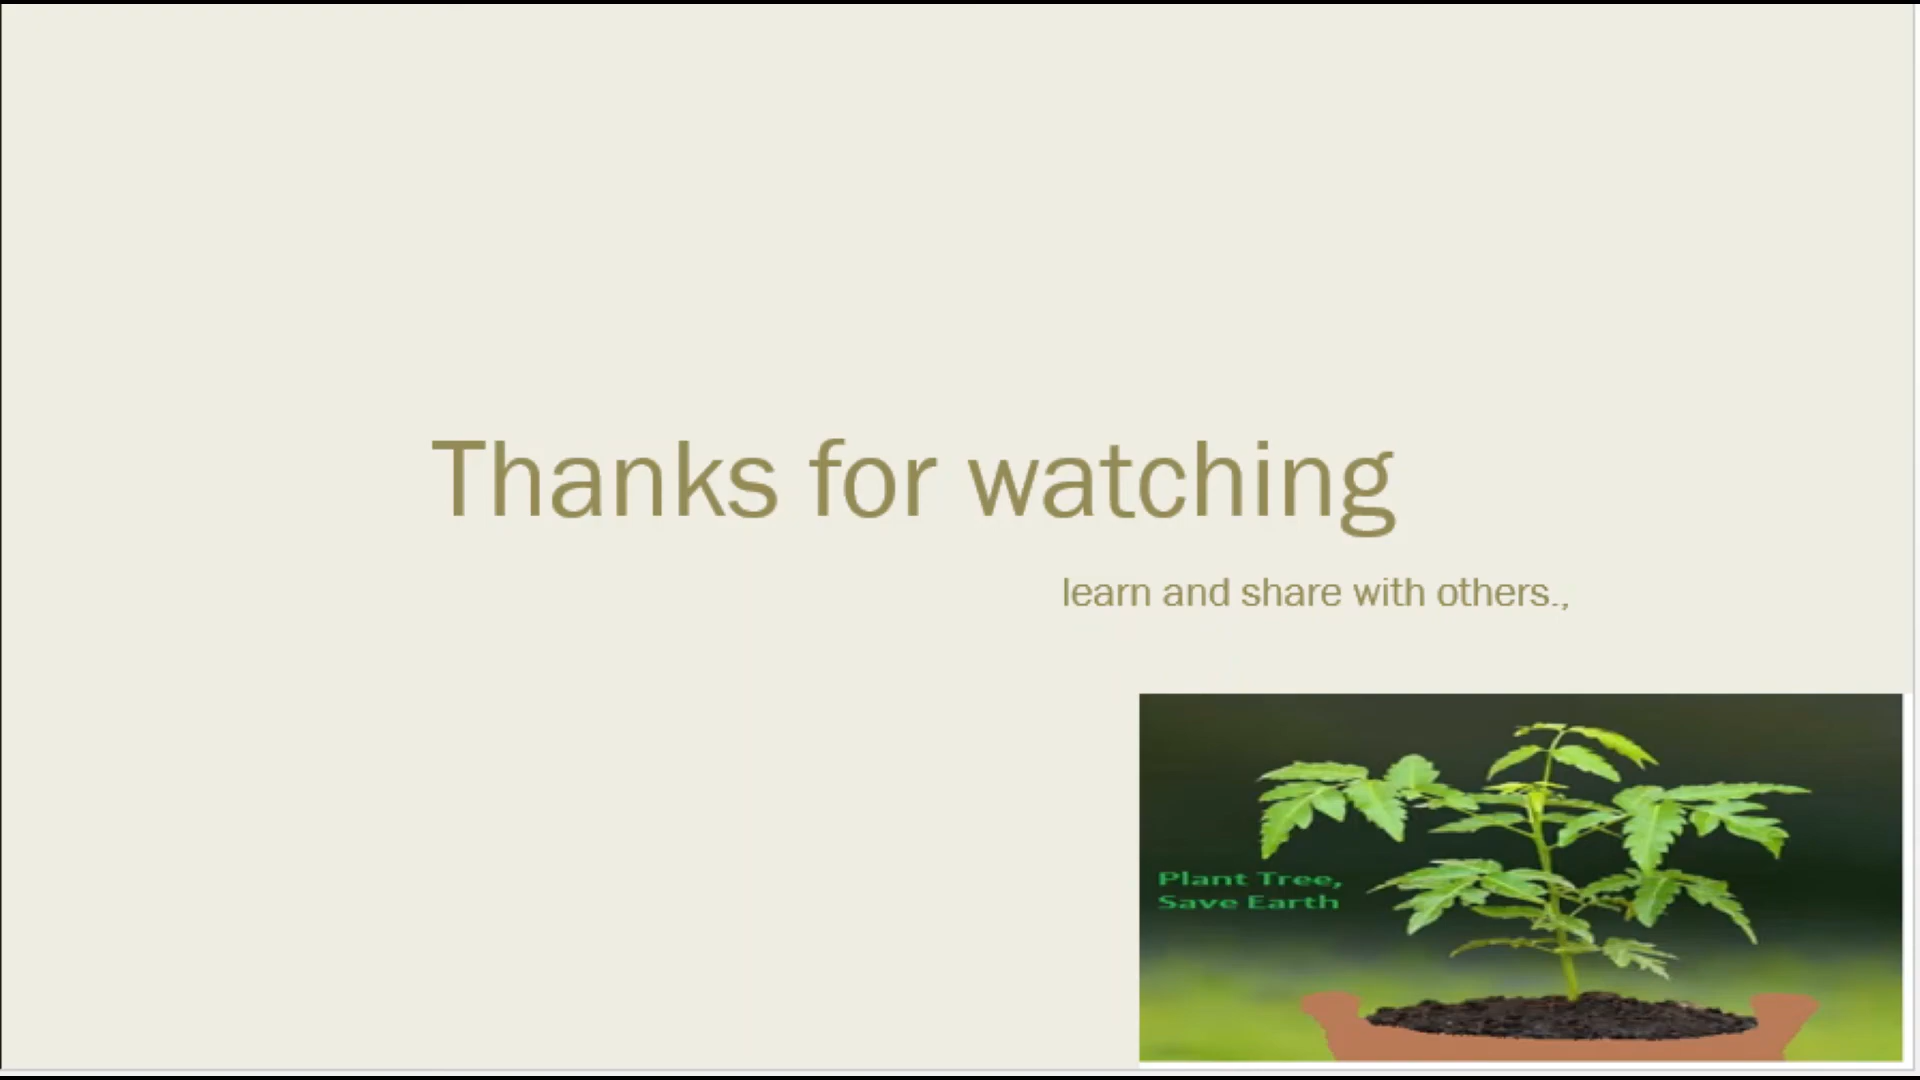 Thanks for watching
learn and share with others.,
Plant Tree,
Save Earth